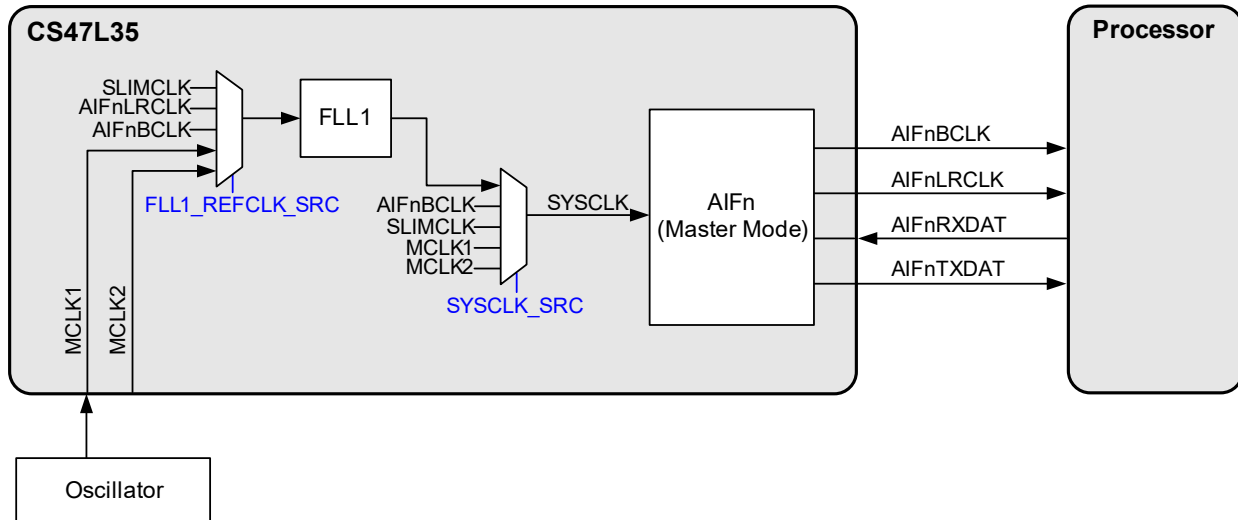 CS47L35
Processor
SLIMCLK
AIFnLRCLK
AIFnBCLK
FLL1
FLL1_REFCLK_SRC
AIFnBCLK
SLIMCLK
MCLK1
MCLK2
SYSCLK_SRC
SYSCLK
AIFn
(Master Mode)
AIFnBCLK
AIFnLRCLK
AIFnRXDAT
AIFnTXDAT
MCLK1
MCLK2
Oscillator